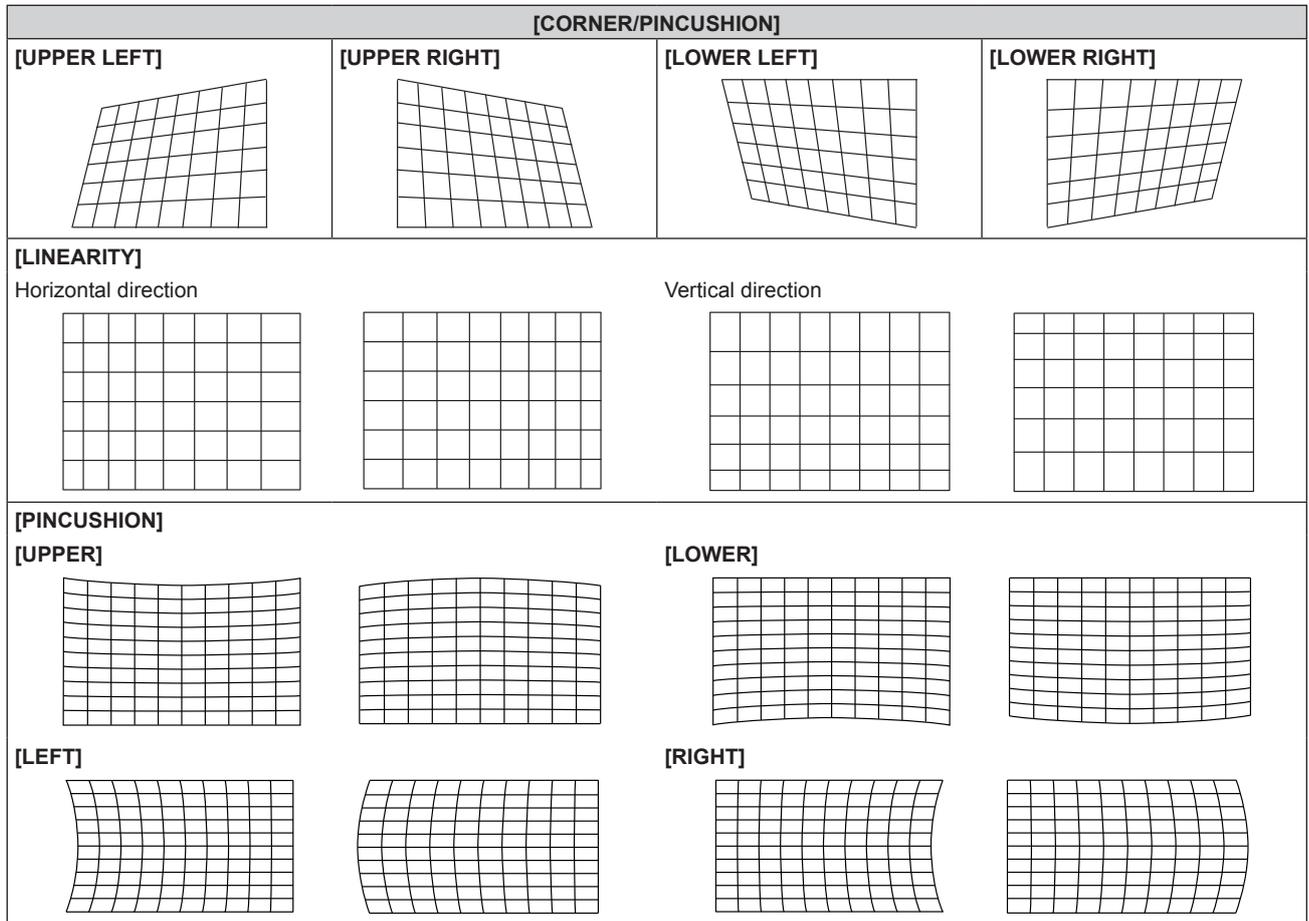 [CORNER/PINCUSHION]
[UPPER LEFT]
[UPPER RIGHT]
[LOWER LEFT]
[LOWER RIGHT]
[LINEARITY]
Horizontal direction
Vertical direction
[PINCUSHION]
[UPPER]
[LOWER]
[LEFT]
[RIGHT]